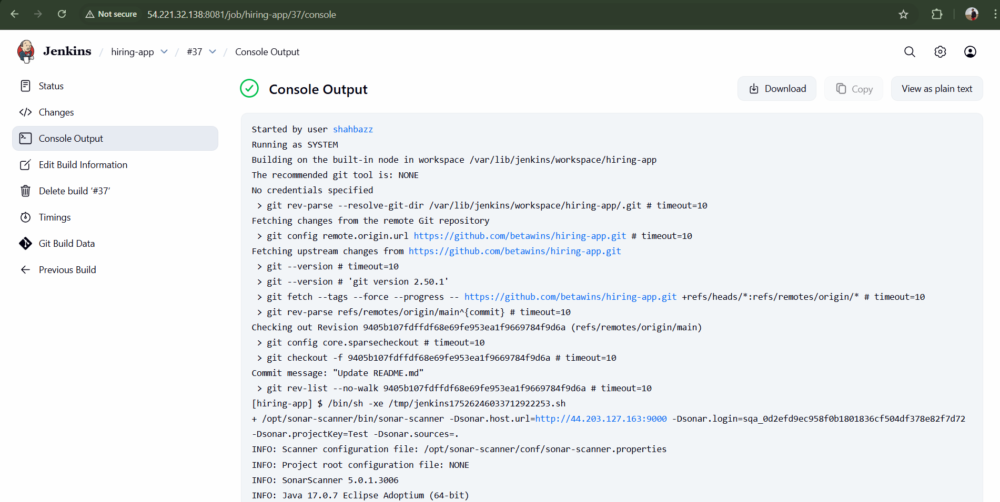 Not secure 54.221.32.138:8081/job/hiring-app/37/console
Jenkins / hiring-app / #37 / Console Output
Status
Changes
Console Output
Edit Build Information
Delete build ‘#37’
Timings
Git Build Data
Previous Build
Console Output
Download
Copy
View as plain text
Started by user shahbazz
Running as SYSTEM
Building on the built-in node in workspace /var/lib/jenkins/workspace/hiring-app
The recommended git tool is: NONE
No credentials specified
> git rev-parse --resolve-git-dir /var/lib/jenkins/workspace/hiring-app/.git # timeout=10
Fetching changes from the remote Git repository
> git config remote.origin.url https://github.com/betawins/hiring-app.git # timeout=10
Fetching upstream changes from https://github.com/betawins/hiring-app.git
> git --version # timeout=10
> git --version # 'git version 2.50.1'
> git fetch --tags --force --progress -- https://github.com/betawins/hiring-app.git +refs/heads/*:refs/remotes/origin/* # timeout=10
> git rev-parse refs/remotes/origin/main^{commit} # timeout=10
Checking out Revision 9405b107fdffdf68e69fe953ea1f9669784f9d6a (refs/remotes/origin/main)
> git config core.sparsecheckout # timeout=10
> git checkout -f 9405b107fdffdf68e69fe953ea1f9669784f9d6a # timeout=10
Commit message: "Update README.md"
> git rev-list --no-walk 9405b107fdffdf68e69fe953ea1f9669784f9d6a # timeout=10
[hiring-app] $ /bin/sh -xe /tmp/jenkins17526246033712922253.sh
+ /opt/sonar-scanner/bin/sonar-scanner -Dsonar.host.url=http://44.203.127.163:9000 -Dsonar.login=sqa_0d2efd9ec958f0b1801836cf504df378e82f7d72
-Dsonar.projectKey=Test -Dsonar.sources=.
INFO: Scanner configuration file: /opt/sonar-scanner/conf/sonar-scanner.properties
INFO: Project root configuration file: NONE
INFO: SonarScanner 5.0.1.3006
INFO: Java 17.0.7 Eclipse Adoptium (64-bit)